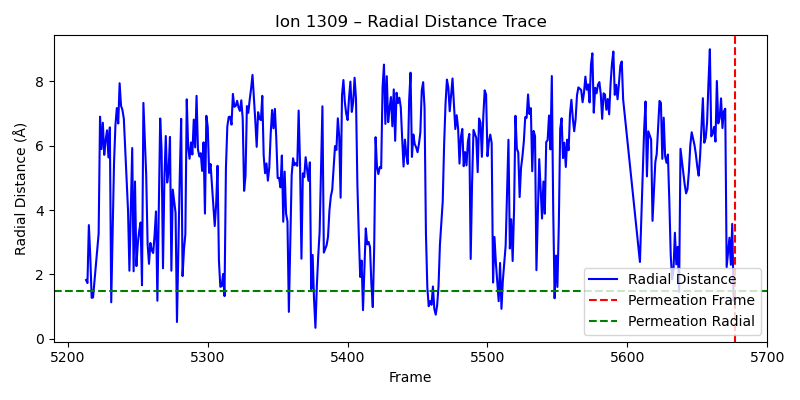 Ion 1309 – Radial Distance Trace
Radial Distance (Å)
8
6
4
2
0
5200 5300 5400 5500 5600 5700
Frame
Radial Distance
Permeation Frame
Permeation Radial